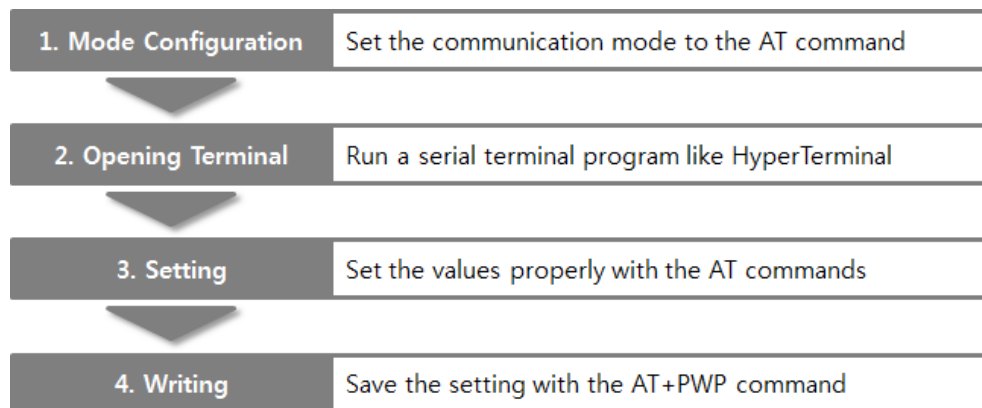 1. Mode Configuration Set the communication mode to the AT command
2. Opening Terminal Run a serial terminal program like HyperTerminal
3. Setting Set the values properly with the AT commands
4. Writing Save the setting with the AT+PWP command